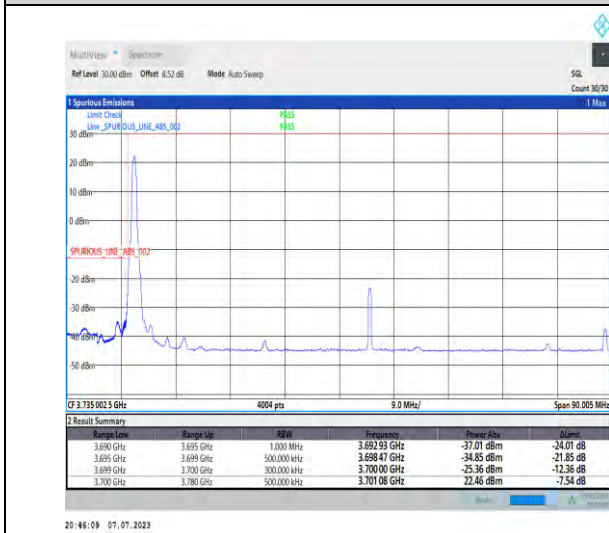 MultiView Spectrum
Ref Level 30.00 dBm Offset 8.52 dB Mode Auto Sweep SGL
Count 30/30
1 Spurious Emissions 1 Max
Limit Check PASS
Line _SPURIOUS_LINE_ABS_002 PASS
30 dBm
20 dBm
10 dBm
0 dBm
SPURIOUS_LINE_ABS_002
-20 dBm
-30 dBm
-40 dBm
-50 dBm
CF 3.735 002 5 GHz 4004 pts 9.0 MHz/ Span 90.005 MHz
2 Result Summary
Range Low Range Up RBW Frequency Power Abs ΔLimit
3.690 GHz 3.695 GHz 1.000 MHz 3.692 93 GHz -37.01 dBm -24.01 dB
3.695 GHz 3.699 GHz 500.000 kHz 3.698 47 GHz -34.85 dBm -21.85 dB
3.699 GHz 3.700 GHz 300.000 kHz 3.700 00 GHz -25.36 dBm -12.36 dB
3.700 GHz 3.780 GHz 500.000 kHz 3.701 08 GHz 22.46 dBm -7.54 dB
Ready
20:46:09 07.07.2023